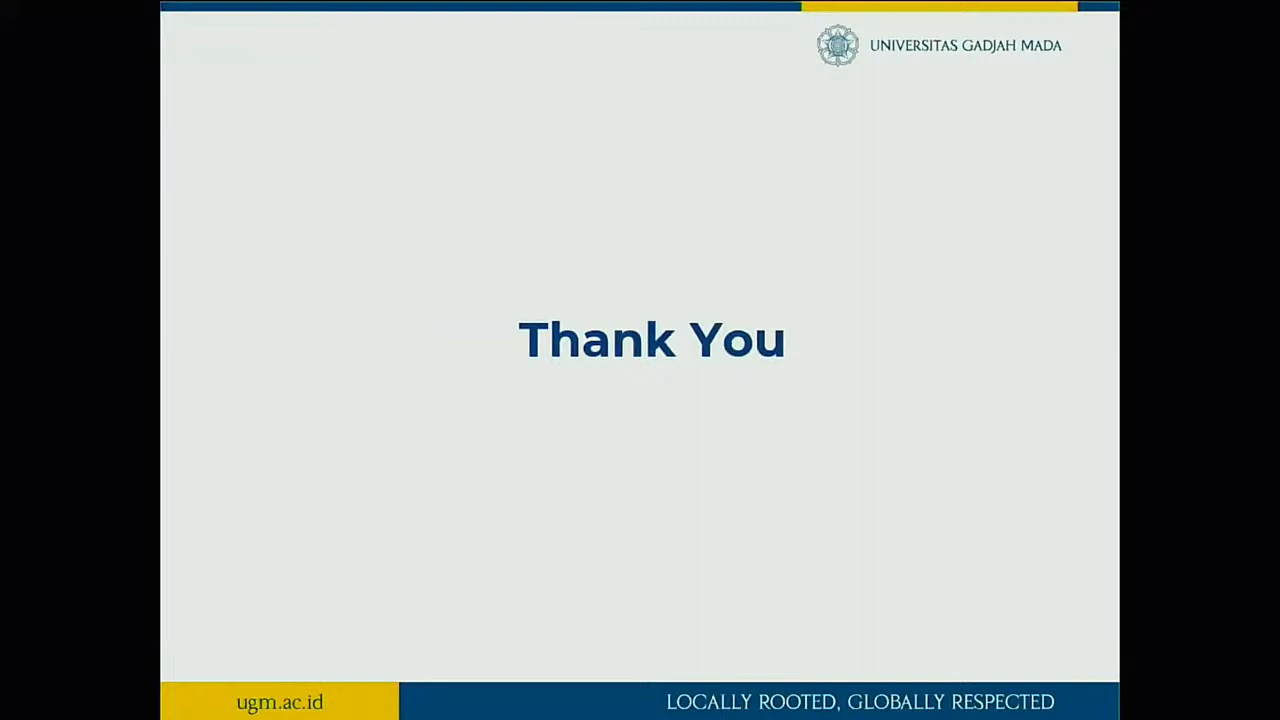 UNIVERSITAS GADJAH MADA
Thank You
ugm.ac.id
LOCALLY ROOTED, GLOBALLY RESPECTED